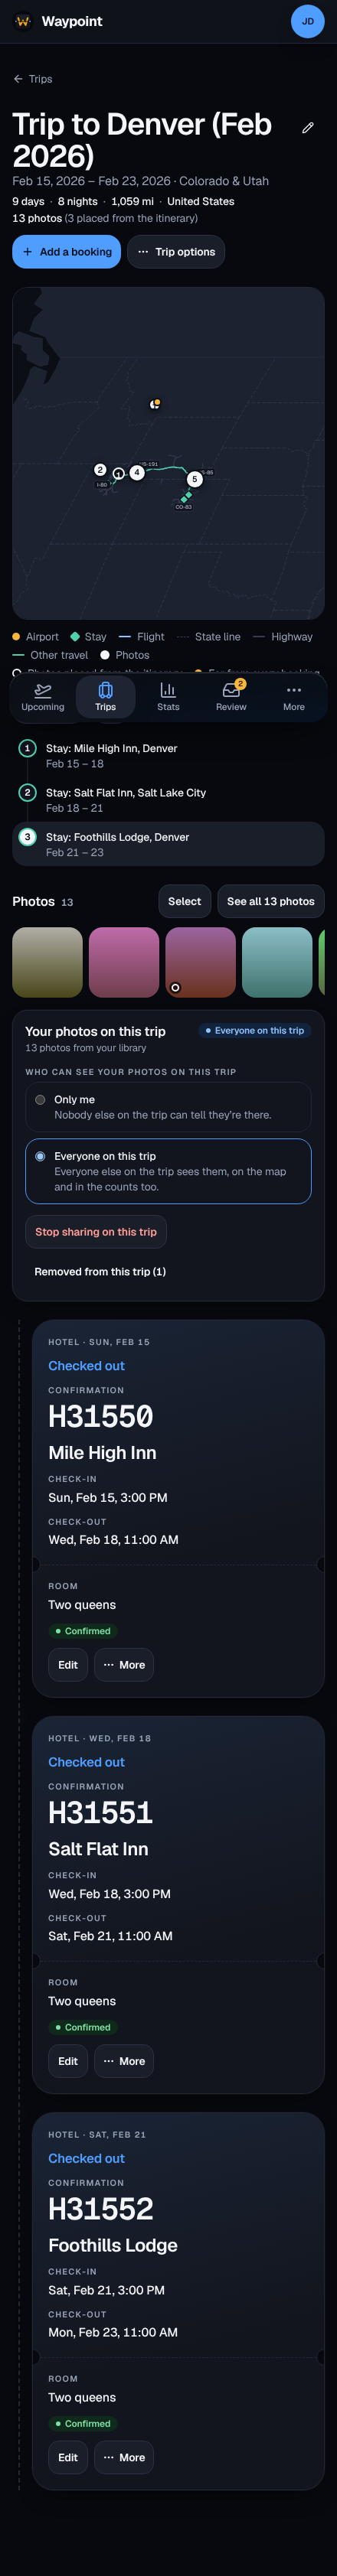 Waypoint
JD
Trips
Trip to Denver (Feb
2026)
Feb 15, 2026 – Feb 23, 2026 · Colorado & Utah
9 days · 8 nights · 1,059 mi · United States
13 photos (3 placed from the itinerary)
Add a booking
Trip options
2
1
4
5
I-80
CO-83
Airport
Stay
Flight
State line
Highway
Other travel
Photos
Upcoming
Trips
Stats
2
Review
More
1
Stay: Mile High Inn, Denver
Feb 15 – 18
2
Stay: Salt Flat Inn, Salt Lake City
Feb 18 – 21
3
Stay: Foothills Lodge, Denver
Feb 21 – 23
Photos 13
Select
See all 13 photos
Your photos on this trip
Everyone on this trip
13 photos from your library
WHO CAN SEE YOUR PHOTOS ON THIS TRIP
Only me
Nobody else on the trip can tell they're there.
Everyone on this trip
Everyone else on the trip sees them, on the map
and in the counts too.
Stop sharing on this trip
Removed from this trip (1)
HOTEL · SUN, FEB 15
Checked out
CONFIRMATION
H31550
Mile High Inn
CHECK-IN
Sun, Feb 15, 3:00 PM
CHECK-OUT
Wed, Feb 18, 11:00 AM
ROOM
Two queens
Confirmed
Edit
More
HOTEL · WED, FEB 18
Checked out
CONFIRMATION
H31551
Salt Flat Inn
CHECK-IN
Wed, Feb 18, 3:00 PM
CHECK-OUT
Sat, Feb 21, 11:00 AM
ROOM
Two queens
Confirmed
Edit
More
HOTEL · SAT, FEB 21
Checked out
CONFIRMATION
H31552
Foothills Lodge
CHECK-IN
Sat, Feb 21, 3:00 PM
CHECK-OUT
Mon, Feb 23, 11:00 AM
ROOM
Two queens
Confirmed
Edit
More